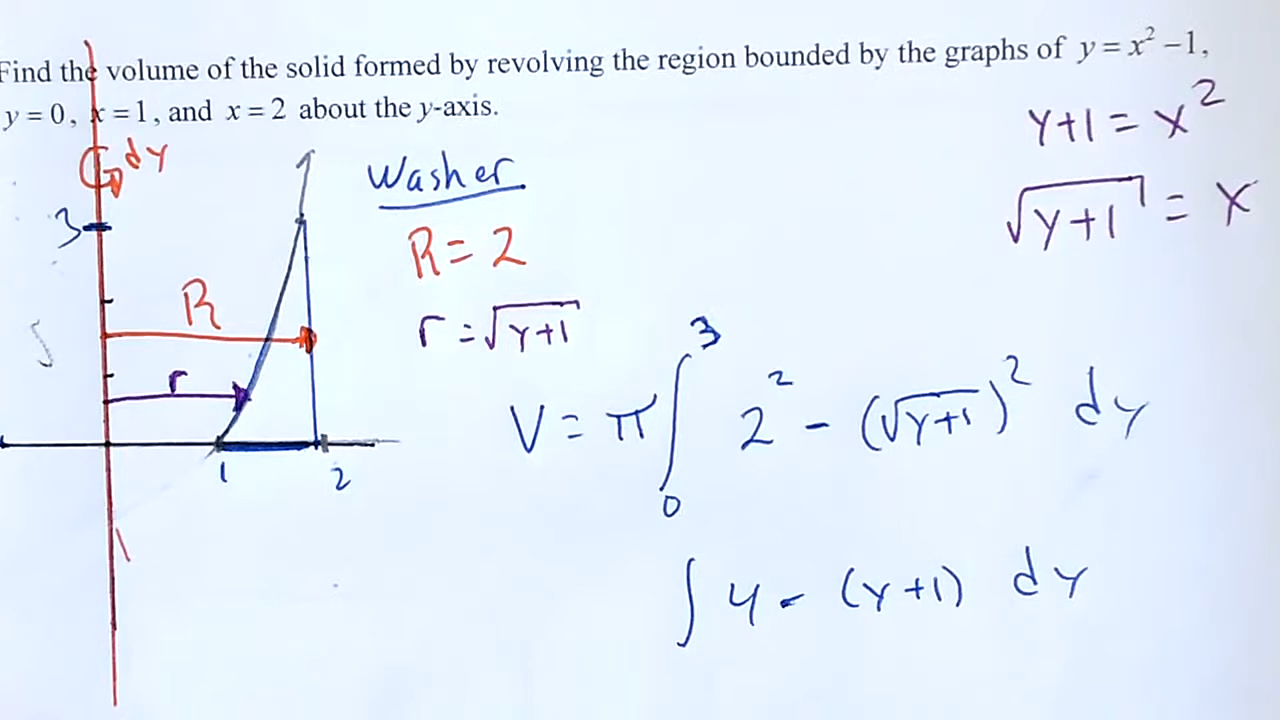 Find the volume of the solid formed by revolving the region bounded by the graphs of y = x² − 1,
y = 0, x = 1, and x = 2 about the y-axis.
y+1 = x²
√(y+1) = x
dy
Washer
3
R = 2
R
r = √(y+1)
r
V = π ∫₀³ 2² − (√(y+1))² dy
1 2
∫ 4 − (y+1) dy